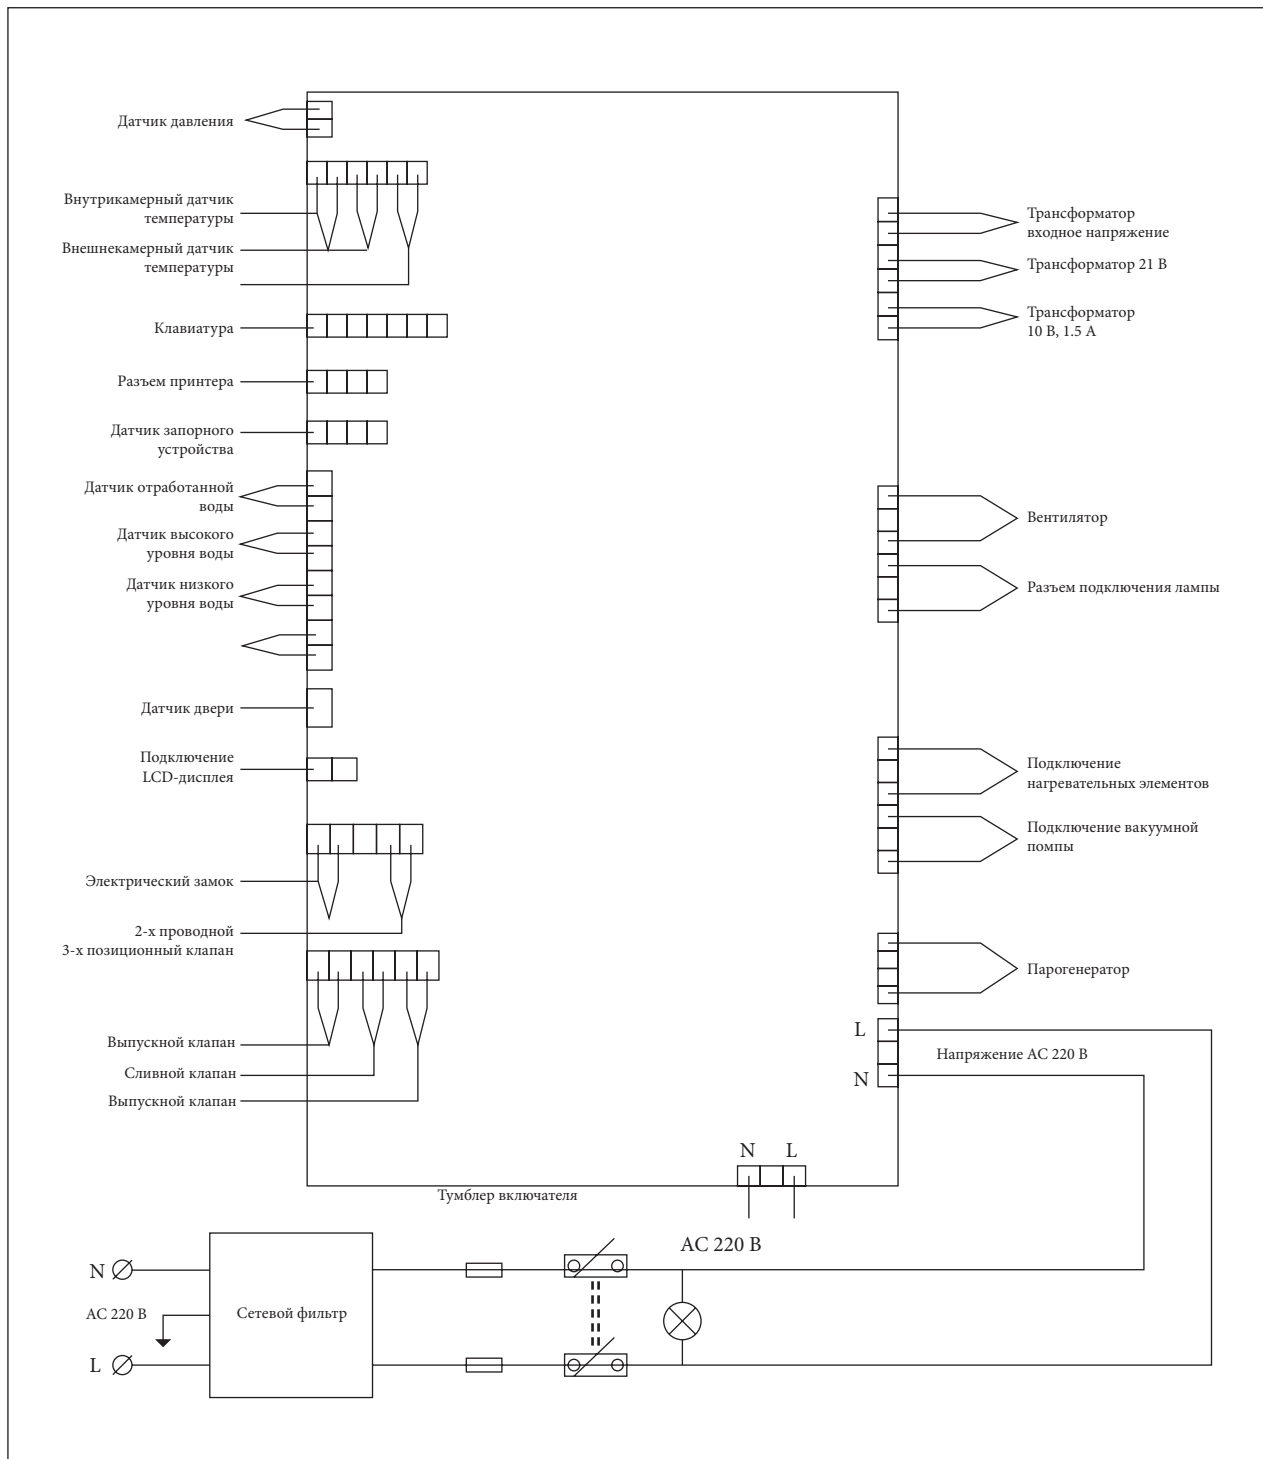 Датчик давления
Внутрикамерный датчик
температуры
Внешнекамерный датчик
температуры
Клавиатура
Разъем принтера
Датчик запорного
устройства
Датчик отработанной
воды
Датчик высокого
уровня воды
Датчик низкого
уровня воды
Датчик двери
Подключение
LCD-дисплея
Электрический замок
2-х проводной
3-х позиционный клапан
Выпускной клапан
Сливной клапан
Выпускной клапан
Трансформатор
входное напряжение
Трансформатор 21 В
Трансформатор
10 В, 1.5 А
Вентилятор
Разъем подключения лампы
Подключение
нагревательных элементов
Подключение вакуумной
помпы
Парогенератор
L
Напряжение АС 220 В
N
N L
Тумблер включателя
АС 220 В
N
АС 220 В
L
Сетевой фильтр